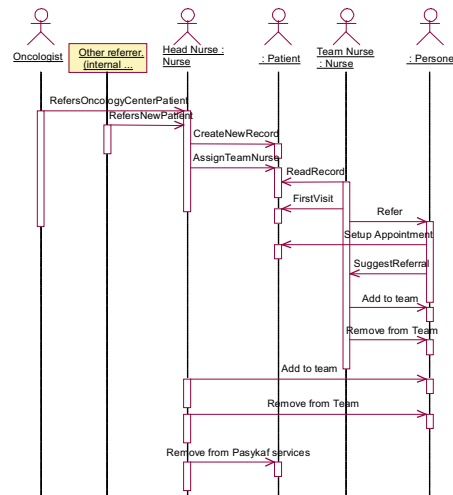 Oncologist
Other referrer.
(internal ...
Head Nurse :
Nurse
: Patient
Team Nurse
: Nurse
: Persone
RefersOncologyCenterPatient
RefersNewPatient
CreateNewRecord
AssignTeamNurse
ReadRecord
FirstVisit
Refer
Setup Appointment
SuggestReferral
Add to team
Remove from Team
Add to team
Remove from Team
Remove from Pasykaf services